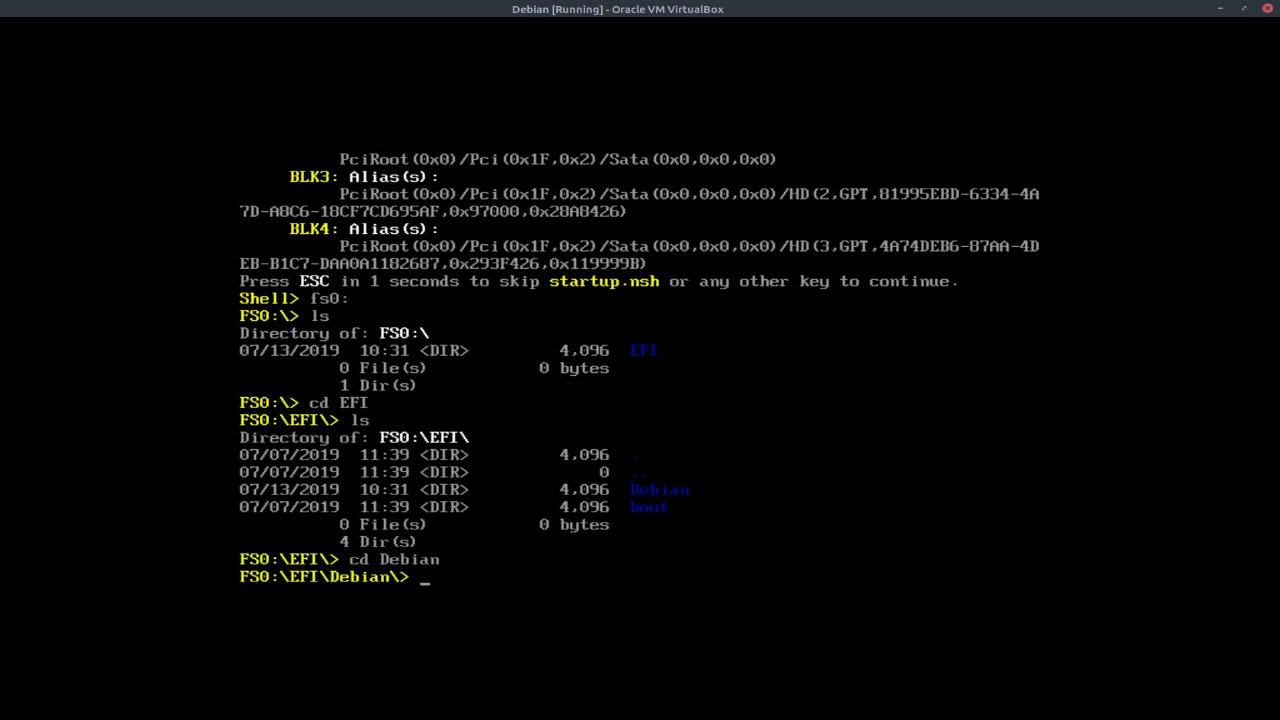 Debian [Running] - Oracle VM VirtualBox
PciRoot(0x0)/Pci(0x1F,0x2)/Sata(0x0,0x0,0x0)
BLK3: Alias(s):
PciRoot(0x0)/Pci(0x1F,0x2)/Sata(0x0,0x0,0x0)/HD(2,GPT,81995EBD-6334-4A
7D-A8C6-18CF7CD695AF,0x97000,0x28A8426)
BLK4: Alias(s):
PciRoot(0x0)/Pci(0x1F,0x2)/Sata(0x0,0x0,0x0)/HD(3,GPT,4A74DEB6-87AA-4D
EB-B1C7-DAA0A1182687,0x293F426,0x119999B)
Press ESC in 1 seconds to skip startup.nsh or any other key to continue.
Shell> fs0:
FS0:\> ls
Directory of: FS0:\
07/13/2019  10:31 <DIR>         4,096  EFI
0 File(s)           0 bytes
1 Dir(s)
FS0:\> cd EFI
FS0:\EFI\> ls
Directory of: FS0:\EFI\
07/07/2019  11:39 <DIR>         4,096  .
07/07/2019  11:39 <DIR>             0  ..
07/13/2019  10:31 <DIR>         4,096  Debian
07/07/2019  11:39 <DIR>         4,096  boot
0 File(s)           0 bytes
4 Dir(s)
FS0:\EFI\> cd Debian
FS0:\EFI\Debian\> _